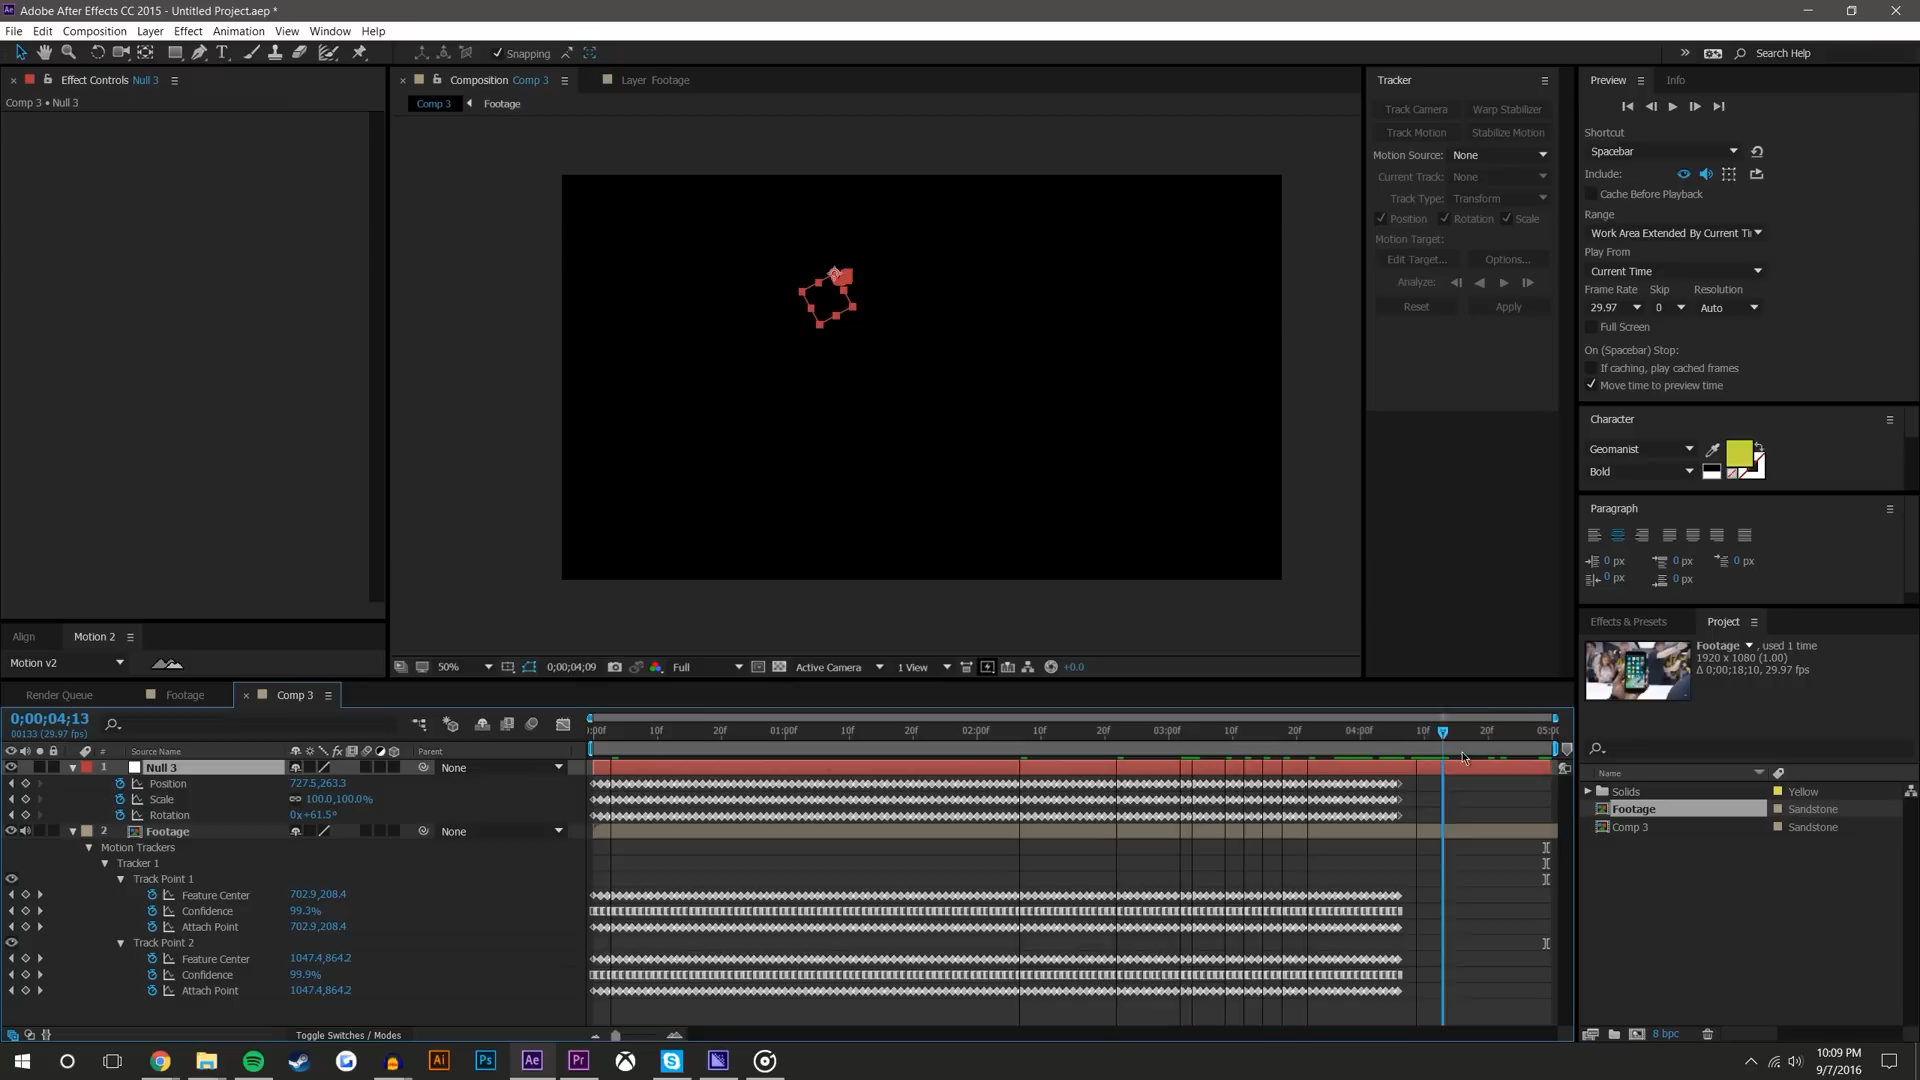 Adobe After Effects CC 2015 - Untitled Project.aep *
File Edit Composition Layer Effect Animation View Window Help
Snapping
Search Help
Effect Controls Null 3
Comp 3 • Null 3
Composition Comp 3
Layer Footage
Comp 3 Footage
Tracker
Track Camera Warp Stabilizer
Track Motion Stabilize Motion
Motion Source: None
Current Track: None
Track Type: Transform
Position Rotation Scale
Motion Target:
Edit Target... Options...
Analyze:
Reset Apply
Preview Info
Shortcut
Spacebar
Include:
Cache Before Playback
Range
Work Area Extended By Current Ti
Play From
Current Time
Frame Rate Skip Resolution
29.97 0 Auto
Full Screen
On (Spacebar) Stop:
If caching, play cached frames
Move time to preview time
Character
Geomanist
Bold
Paragraph
0 px 0 px 0 px
0 px 0 px
Align Motion 2
Motion v2
50% 0;00;04;09 Full Active Camera 1 View +0.0
Effects & Presets Project
Footage , used 1 time
1920 x 1080 (1.00)
Δ 0;00;18;10, 29.97 fps
Name
Solids Yellow
Footage Sandstone
Comp 3 Sandstone
8 bpc
Render Queue Footage Comp 3
0;00;04;13
00133 (29.97 fps)
:00f 10f 20f 01:00f 10f 20f 02:00f 10f 20f 03:00f 10f 20f 04:00f 10f 20f 05:00
# Source Name Parent
1 Null 3 None
Position 727.5,263.3
Scale 100.0,100.0%
Rotation 0x+61.5°
2 Footage None
Motion Trackers
Tracker 1
Track Point 1
Feature Center 702.9,208.4
Confidence 99.3%
Attach Point 702.9,208.4
Track Point 2
Feature Center 1047.4,864.2
Confidence 99.9%
Attach Point 1047.4,864.2
Toggle Switches / Modes
Ai Ps Ae Pr
10:09 PM
9/7/2016